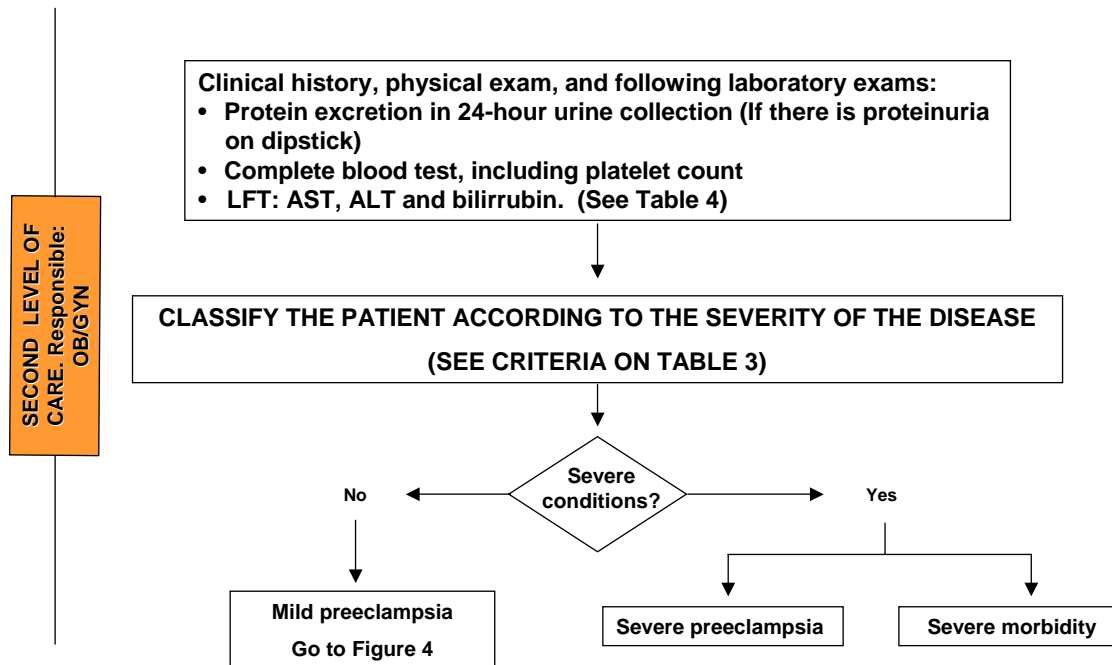 SECOND LEVEL OF
CARE. Responsible:
OB/GYN
Clinical history, physical exam, and following laboratory exams:
• Protein excretion in 24-hour urine collection (If there is proteinuria
on dipstick)
• Complete blood test, including platelet count
• LFT: AST, ALT and bilirrubin. (See Table 4)
CLASSIFY THE PATIENT ACCORDING TO THE SEVERITY OF THE DISEASE
(SEE CRITERIA ON TABLE 3)
Severe
conditions?
No
Yes
Mild preeclampsia
Go to Figure 4
Severe preeclampsia
Severe morbidity